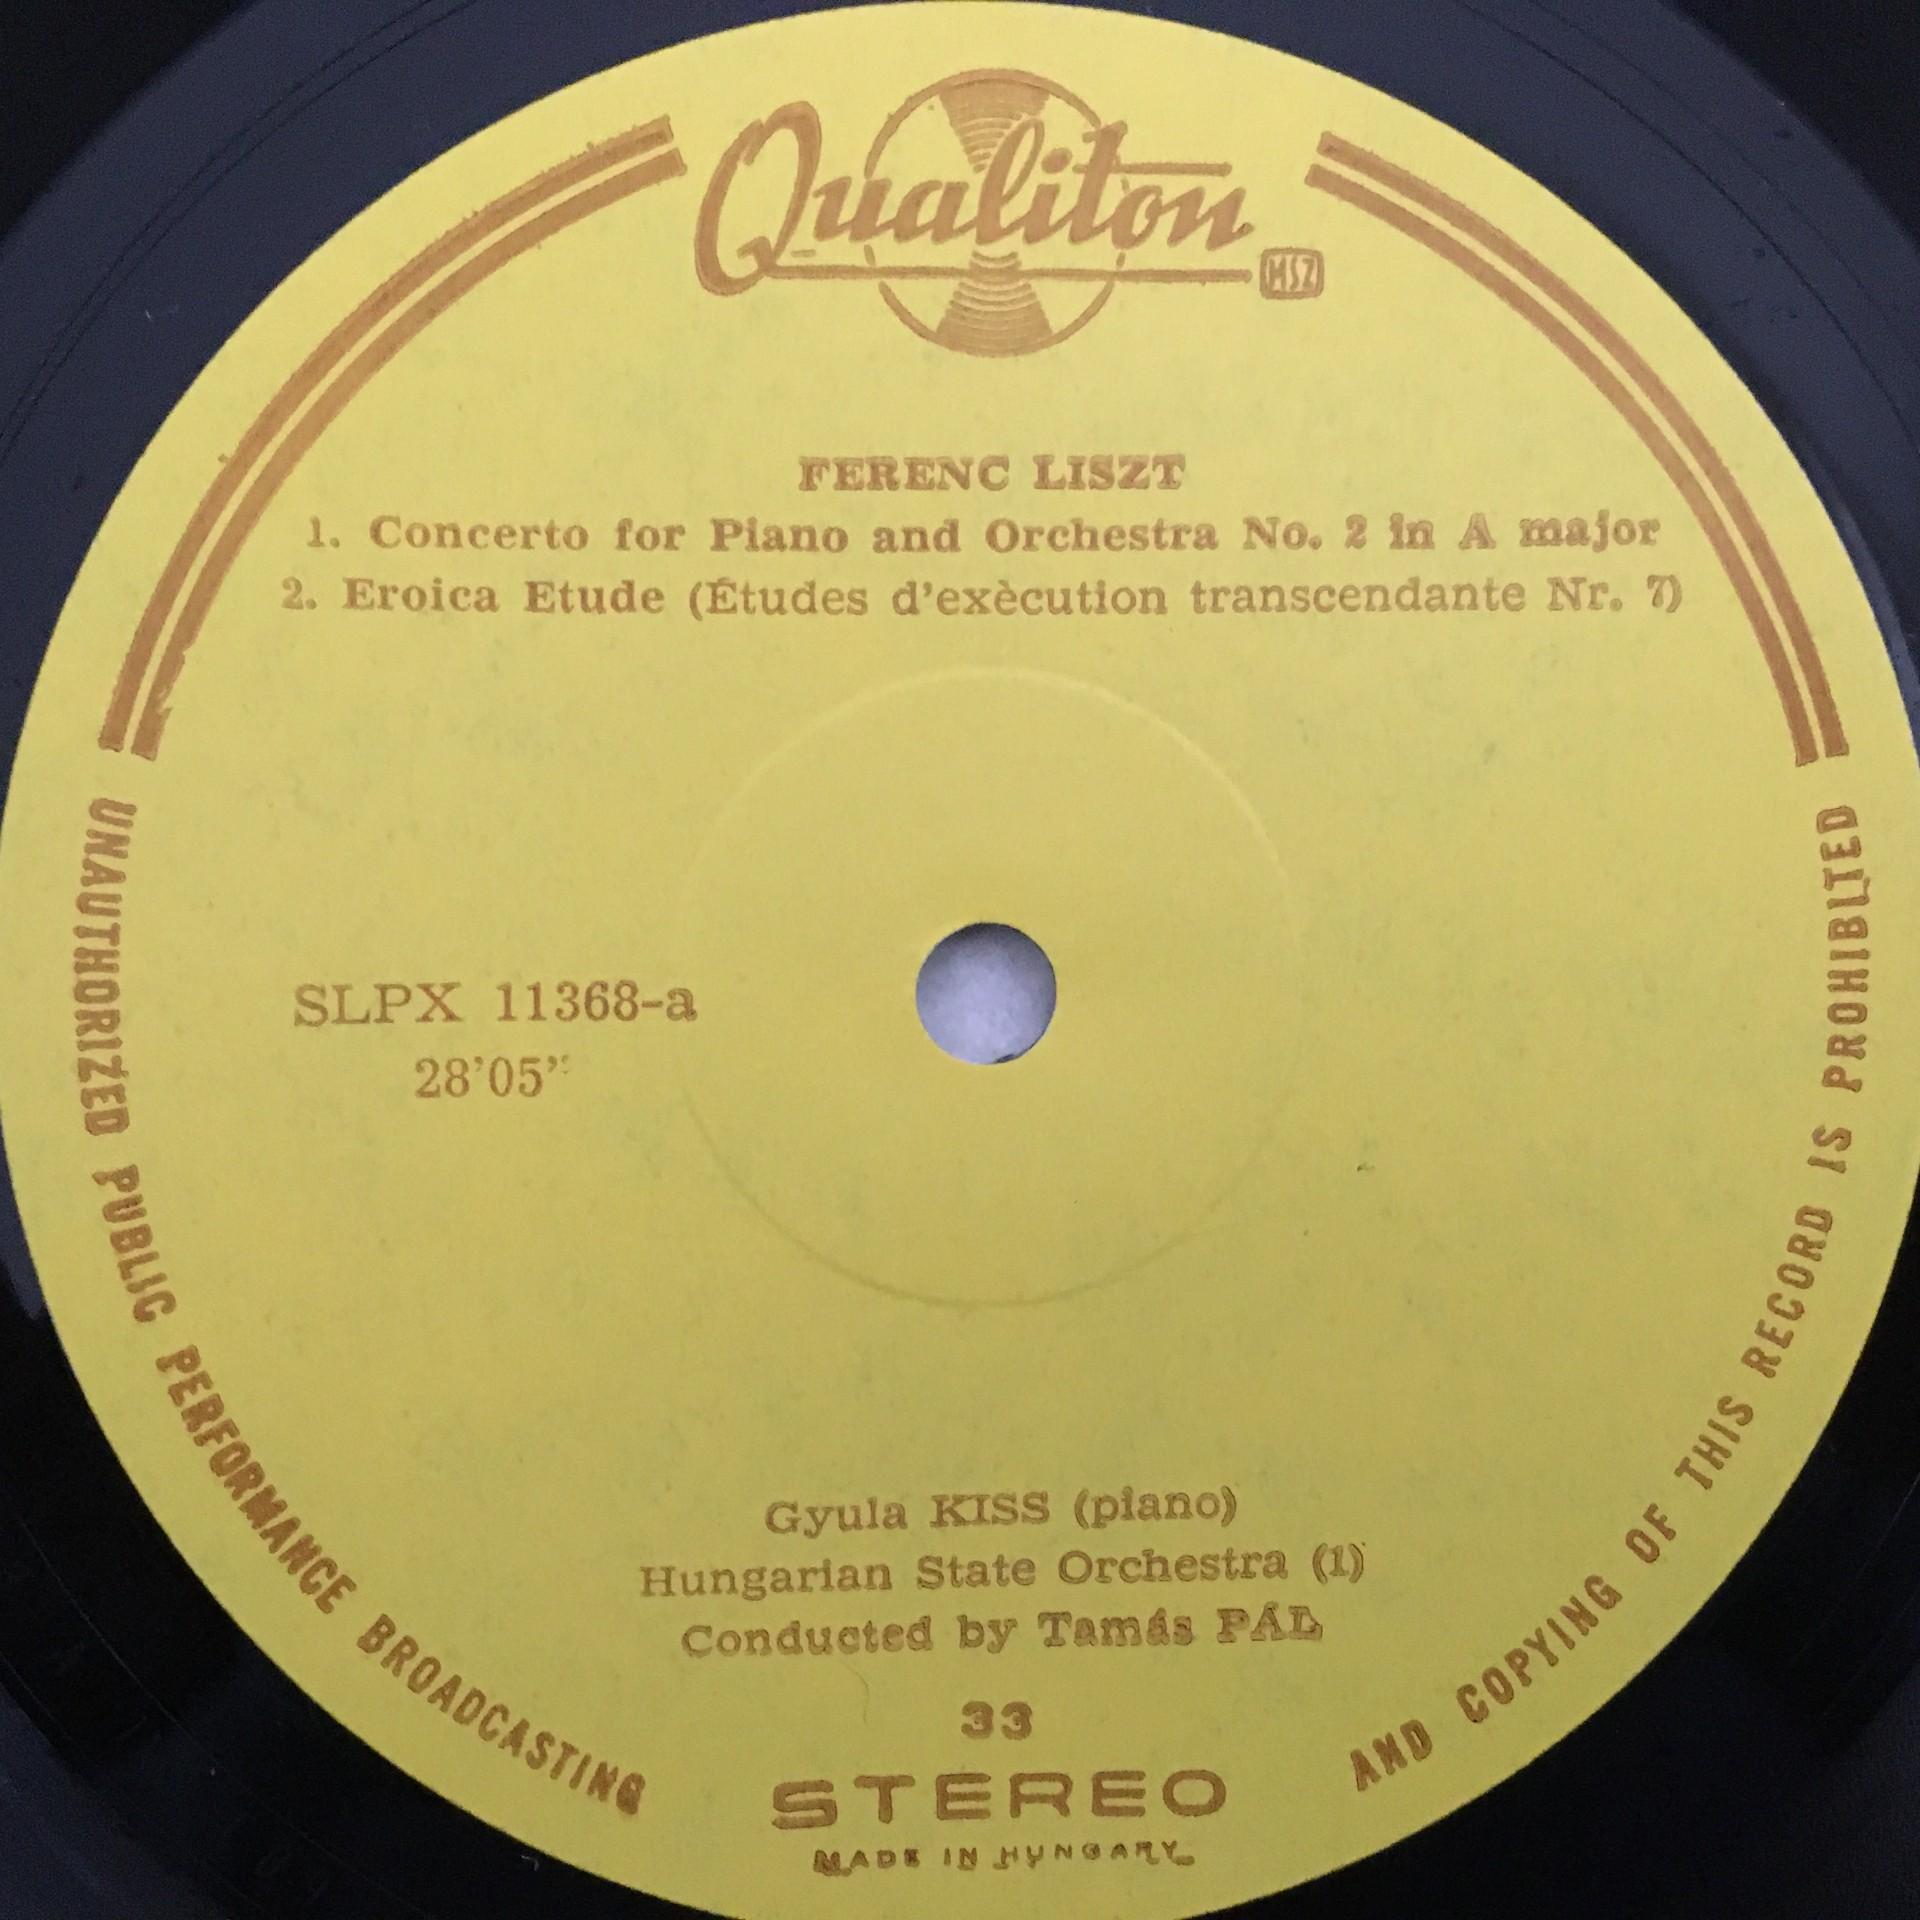 Qualiton
MSZ
FERENC LISZT
1. Concerto for Piano and Orchestra No. 2 in A major
2. Eroica Etude (Études d'exècution transcendante Nr. 7)
SLPX 11368-a
28'05"
Gyula KISS (piano)
Hungarian State Orchestra (1)
Conducted by Tamás PÁL
33
STEREO
MADE IN HUNGARY
UNAUTHORIZED PUBLIC PERFORMANCE BROADCASTING AND COPYING OF THIS RECORD IS PROHIBITED